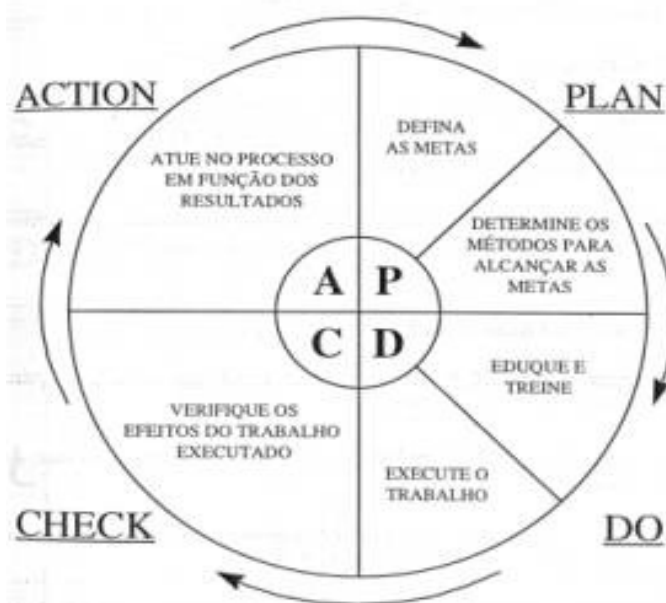 ACTION
PLAN
DEFINA
AS METAS
ATUE NO PROCESSO
EM FUNÇÃO DOS
RESULTADOS
DETERMINE OS
MÉTODOS PARA
ALCANÇAR AS
METAS
A P
C D
EDUQUE E
TREINE
VERIFIQUE OS
EFEITOS DO TRABALHO
EXECUTADO
EXECUTE O
TRABALHO
CHECK
DO